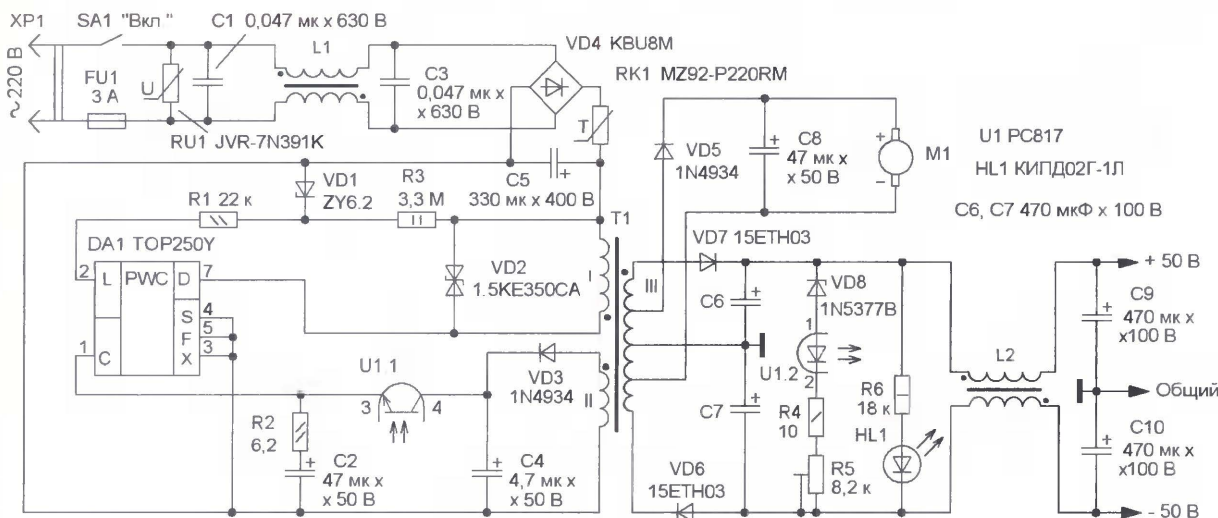 XP1
SA1 "Вкл "
C1 0,047 мк x 630 В
~220 В
FU1
3 А
U
RU1 JVR-7N391K
L1
C3
0,047 мк x
x 630 В
VD4 KBU8M
RK1 MZ92-P220RM
T
C8
47 мк x
x 50 В
VD5
1N4934
+
M1
−
U1 PC817
HL1 КИПД02Г-1Л
C6, C7 470 мкФ x 100 В
VD1
ZY6.2
R1 22 к
R3
3,3 М
C5
330 мк x 400 В
T1
DA1 TOP250Y
2
L
PWC
D
7
S
4
F
5
X
3
1
C
VD2
1.5KE350CA
I
III
II
VD7 15ETH03
C6
C7
VD8
1N5377B
1
U1.2
2
R4
10
R5
8,2 к
R6
18 к
HL1
L2
+ 50 В
C9
470 мк x
x100 В
Общий
C10
470 мк x
x100 В
- 50 В
U1.1
3
4
VD3
1N4934
R2
6,2
C2
47 мк x
x 50 В
C4
4,7 мк x
x 50 В
VD6
15ETH03